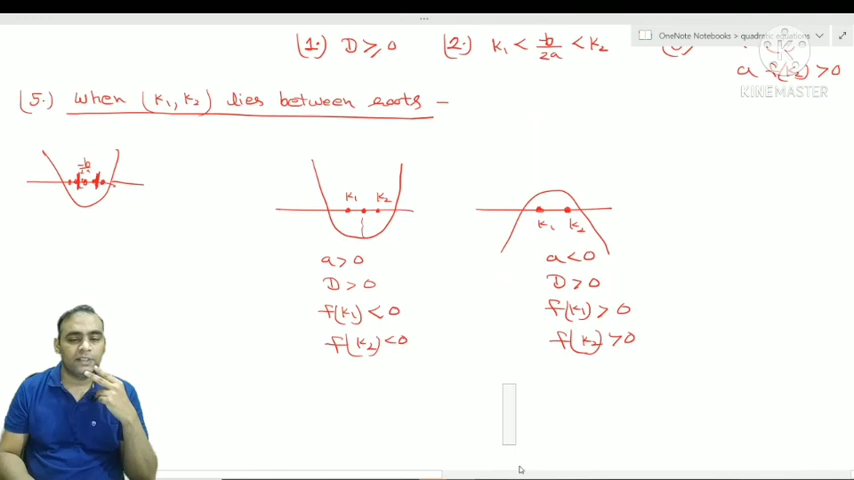 (1.) D ≥ 0 (2.) K₁ < -b/2a < K₂
OneNote Notebooks > quadratic equations
a f(K₂) > 0
KINEMASTER
(5.) When (K₁, K₂) lies between roots –
-b/2a
K₁ K₂
K₁ K₂
a > 0
D > 0
f(K₁) < 0
f(K₂) < 0
a < 0
D > 0
f(K₁) > 0
f(K₂) > 0